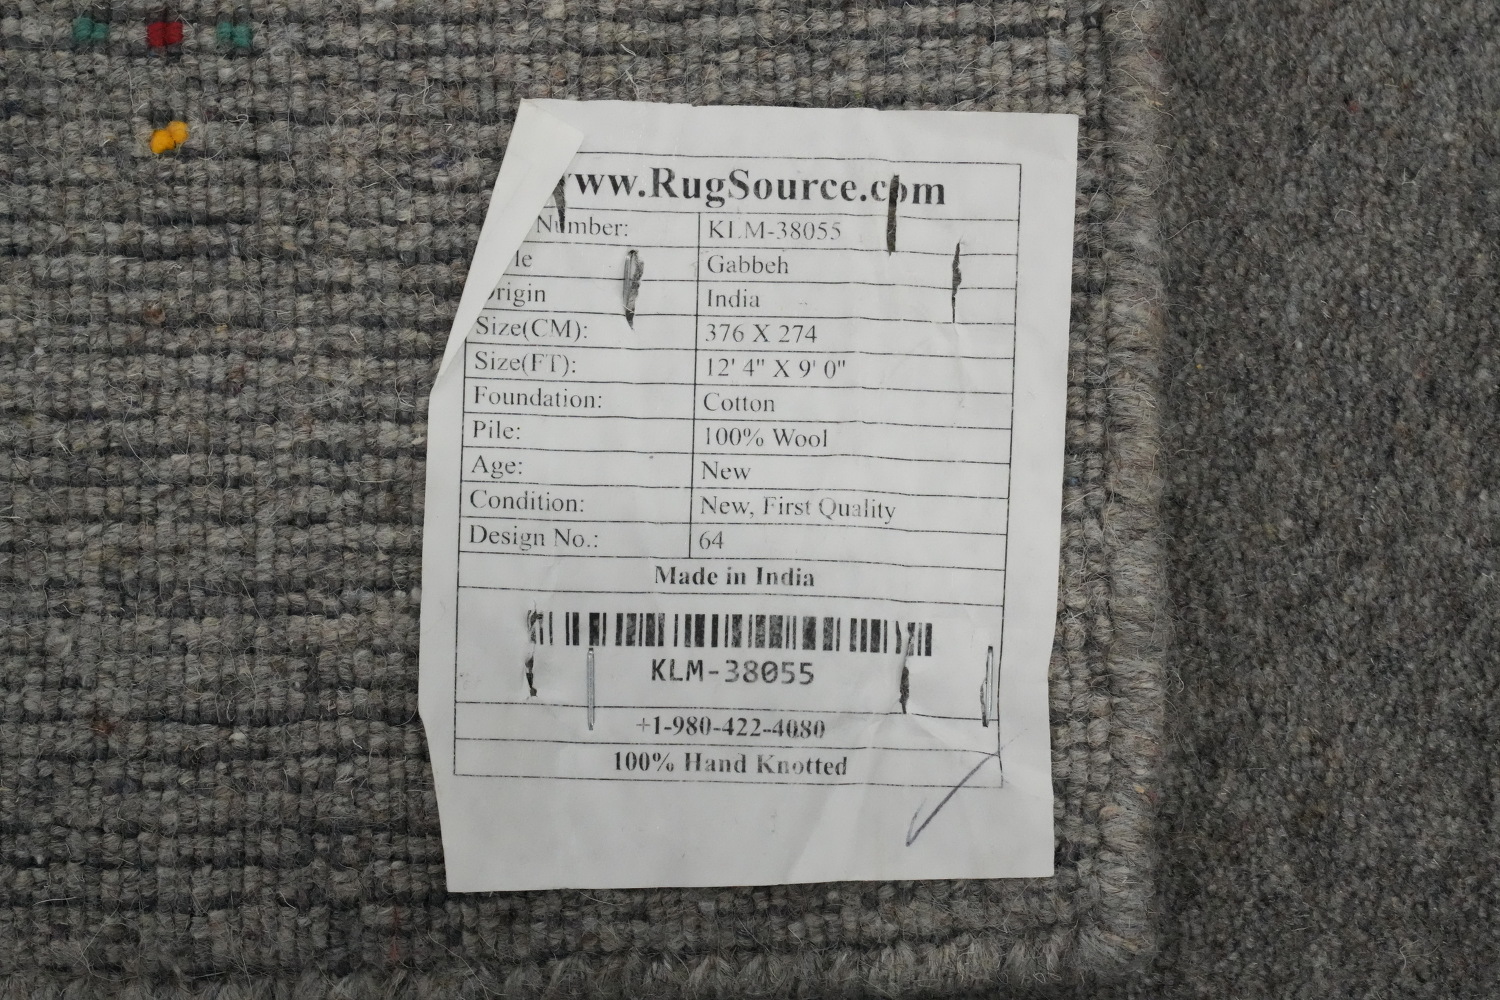 www.RugSource.com
Number: KLM-38055
Gabbeh
Origin India
Size(CM): 376 X 274
Size(FT): 12' 4" X 9' 0"
Foundation: Cotton
Pile: 100% Wool
Age: New
Condition: New, First Quality
Design No.: 64
Made in India
KLM-38055
+1-980-422-4080
100% Hand Knotted